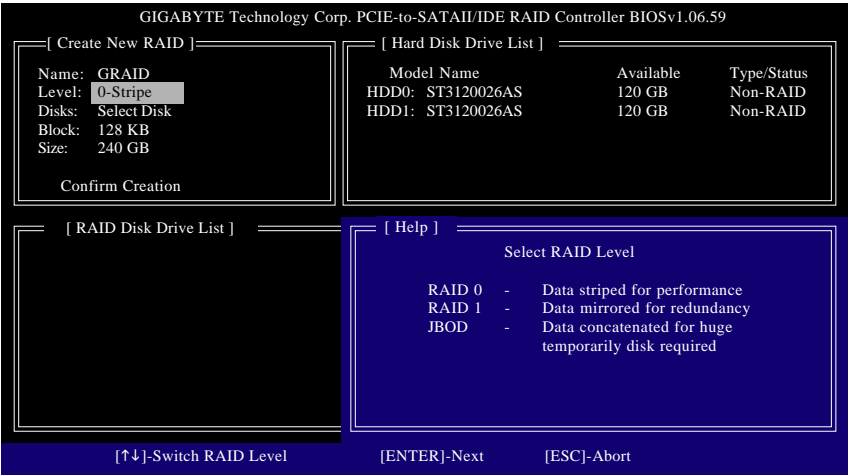 GIGABYTE Technology Corp. PCIE-to-SATAII/IDE RAID Controller BIOSv1.06.59
[ Create New RAID ]
Name: GRAID
Level: 0-Stripe
Disks: Select Disk
Block: 128 KB
Size: 240 GB
Confirm Creation
[ Hard Disk Drive List ]
Model Name Available Type/Status
HDD0: ST3120026AS 120 GB Non-RAID
HDD1: ST3120026AS 120 GB Non-RAID
[ RAID Disk Drive List ]
[ Help ]
Select RAID Level
RAID 0 - Data striped for performance
RAID 1 - Data mirrored for redundancy
JBOD - Data concatenated for huge
temporarily disk required
[↑↓]-Switch RAID Level [ENTER]-Next [ESC]-Abort